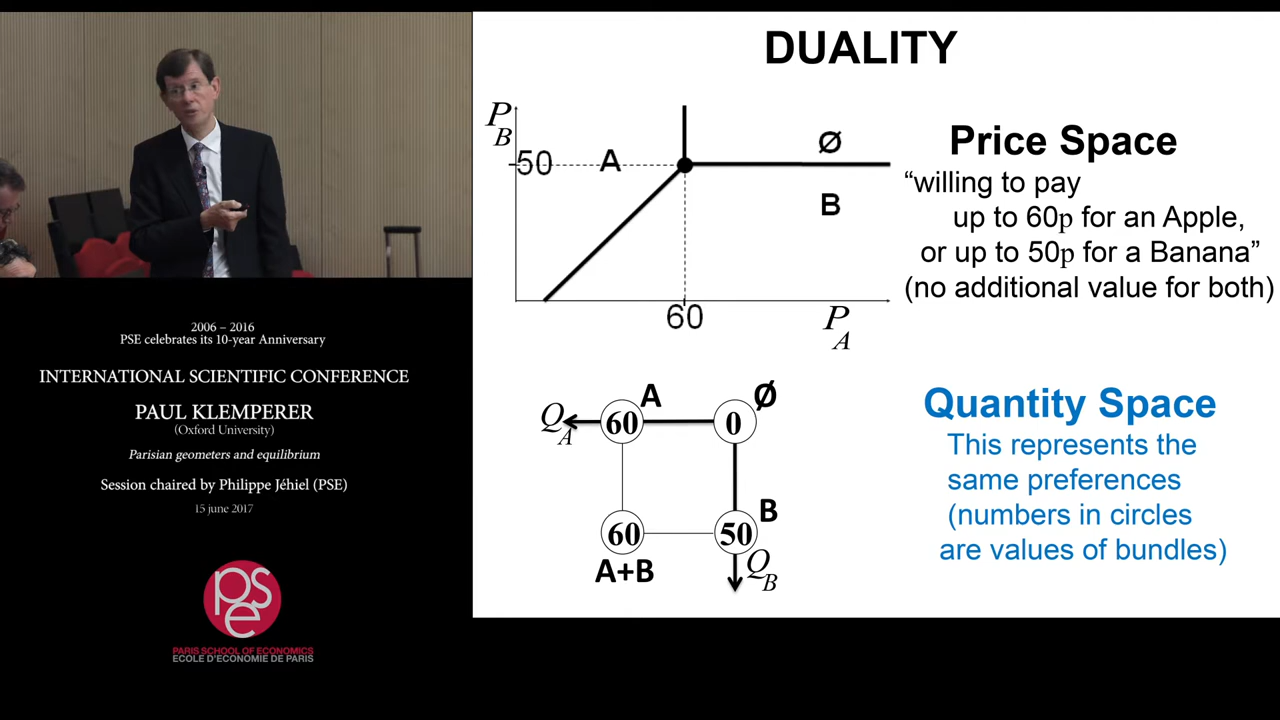 DUALITY
P
B
50
A
Ø
B
60
P
A
Price Space
“willing to pay
up to 60p for an Apple,
or up to 50p for a Banana”
(no additional value for both)
A
Ø
Q
A
60
0
B
60
50
A+B
Q
B
Quantity Space
This represents the
same preferences
(numbers in circles
are values of bundles)
2006 – 2016
PSE celebrates its 10-year Anniversary
INTERNATIONAL SCIENTIFIC CONFERENCE
PAUL KLEMPERER
(Oxford University)
Parisian geometers and equilibrium
Session chaired by Philippe Jéhiel (PSE)
15 june 2017
pse
PARIS SCHOOL OF ECONOMICS
ECOLE D'ECONOMIE DE PARIS